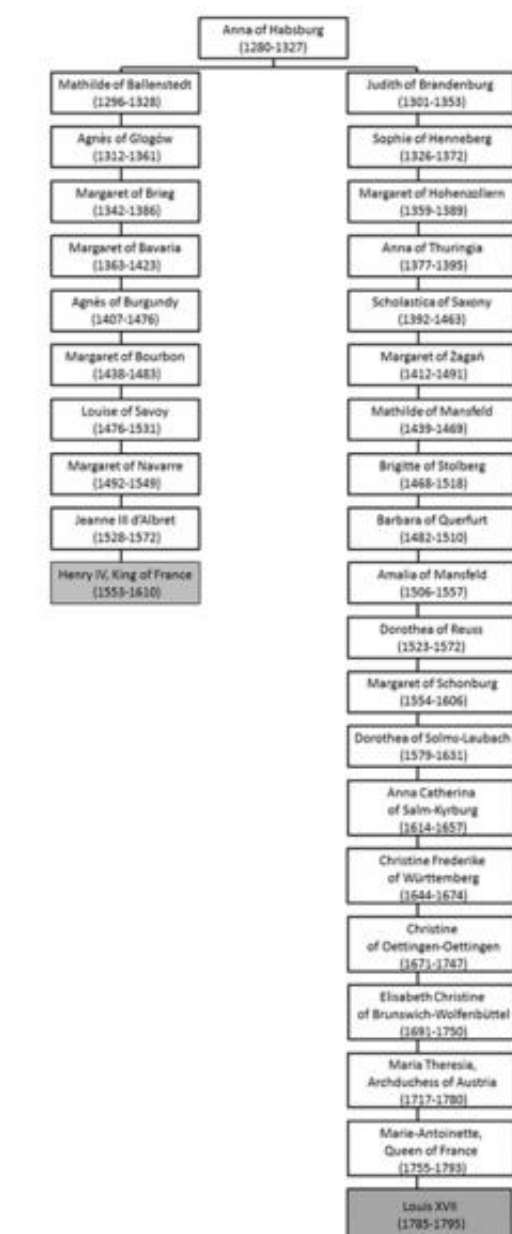 Anna of Habsburg
(1280-1327)
Mathilde of Ballenstedt
(1296-1328)
Agnès of Glogów
(1312-1361)
Margaret of Brieg
(1342-1386)
Margaret of Bavaria
(1363-1423)
Agnès of Burgundy
(1407-1476)
Margaret of Bourbon
(1438-1483)
Louise of Savoy
(1476-1531)
Margaret of Navarre
(1492-1549)
Jeanne III d'Albret
(1528-1572)
Henry IV, King of France
(1553-1610)
Judith of Brandenburg
(1301-1353)
Sophie of Henneberg
(1326-1372)
Margaret of Hohenzollern
(1359-1389)
Anna of Thuringia
(1377-1395)
Scholastica of Saxony
(1392-1463)
Margaret of Żagań
(1412-1491)
Mathilde of Mansfeld
(1439-1469)
Brigitte of Stolberg
(1468-1518)
Barbara of Querfurt
(1482-1510)
Amalia of Mansfeld
(1506-1557)
Dorothea of Reuss
(1523-1572)
Margaret of Schonburg
(1554-1606)
Dorothea of Solms-Laubach
(1579-1631)
Anna Catherina
of Salm-Kyrburg
(1614-1657)
Christine Frederike
of Württemberg
(1644-1674)
Christine
of Oettingen-Oettingen
(1671-1747)
Elisabeth Christine
of Brunswich-Wolfenbüttel
(1691-1750)
Maria Theresia,
Archduchess of Austria
(1717-1780)
Marie-Antoinette,
Queen of France
(1755-1793)
Louis XVII
(1785-1795)